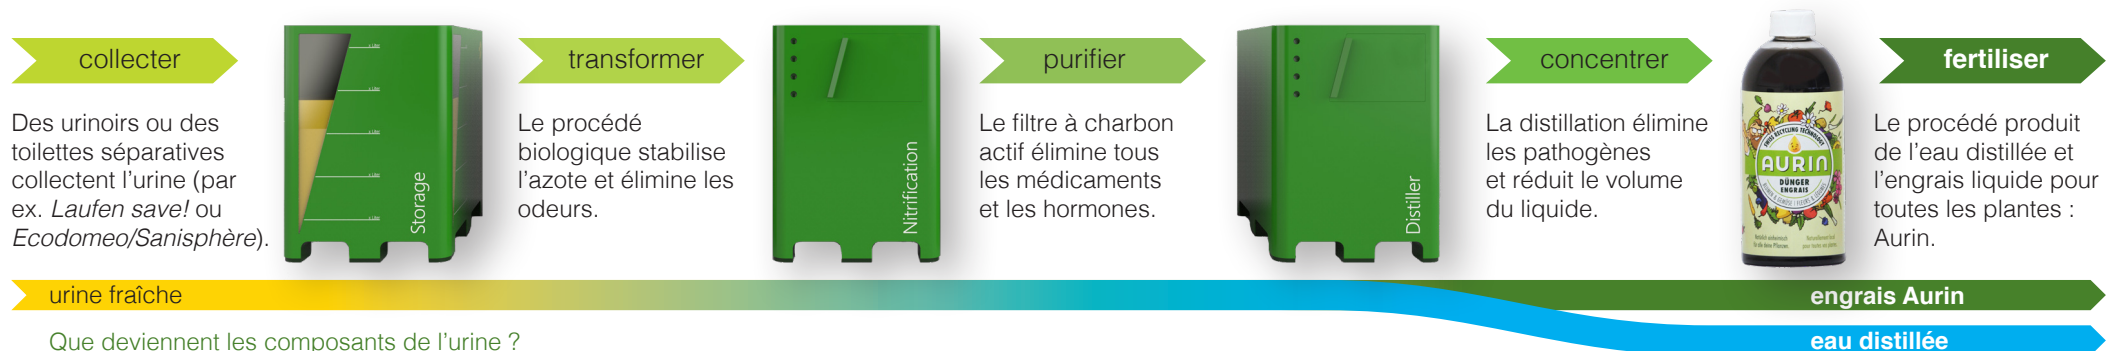 collecter
Des urinoirs ou des
toilettes séparatives
collectent l'urine (par
ex. Laufen save! ou
Ecodomeo/Sanisphère).
Storage
transformer
Le procédé
biologique stabilise
l'azote et élimine les
odeurs.
Nitrification
purifier
Le filtre à charbon
actif élimine tous
les médicaments
et les hormones.
Distiller
concentrer
La distillation élimine
les pathogènes
et réduit le volume
du liquide.
SWISS RECYCLING TECHNOLOGY
AURIN
DÜNGER
ENGRAIS
fertiliser
Le procédé produit
de l'eau distillée et
l'engrais liquide pour
toutes les plantes :
Aurin.
urine fraîche
engrais Aurin
eau distillée
Que deviennent les composants de l'urine ?